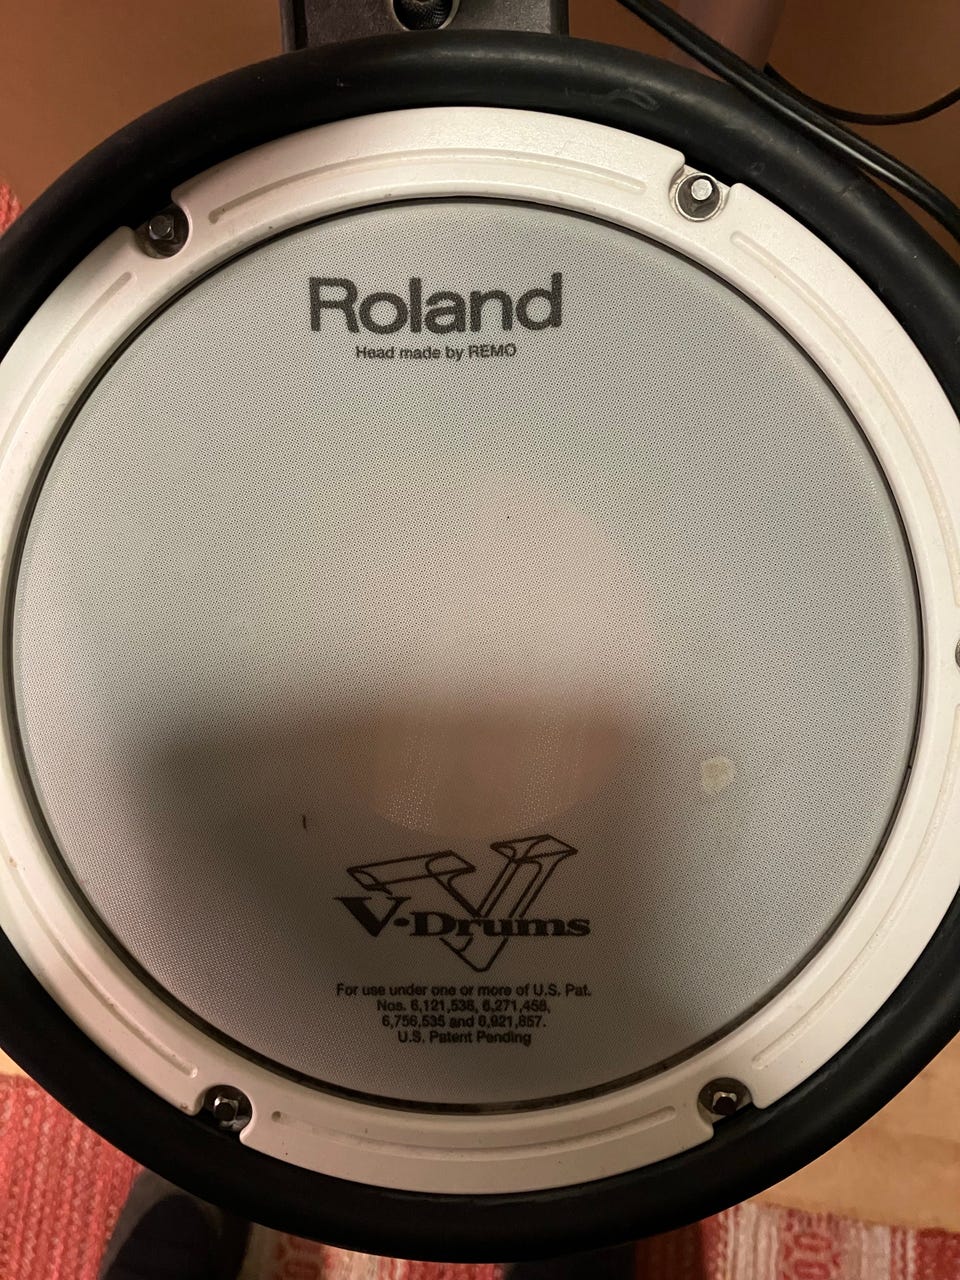 Roland
Head made by REMO
V-Drums
For use under one or more of U.S. Pat.
Nos. 6,121,538, 6,271,458,
6,756,535 and 6,921,857.
U.S. Patent Pending